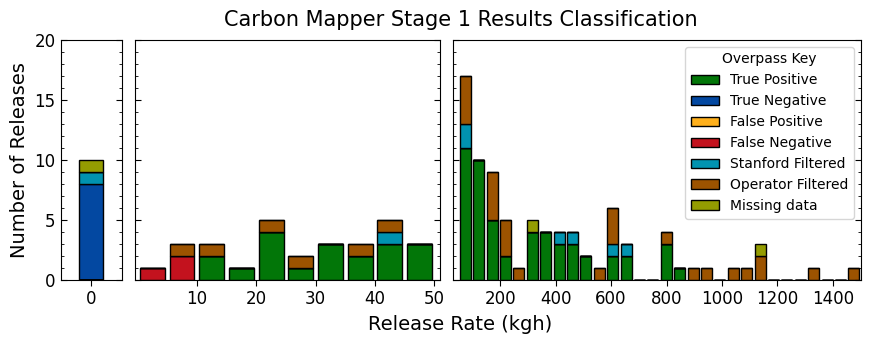 Carbon Mapper Stage 1 Results Classification
Number of Releases
20
15
10
5
0
0
10
20
30
40
50
200
400
600
800
1000
1200
1400
Release Rate (kgh)
Overpass Key
True Positive
True Negative
False Positive
False Negative
Stanford Filtered
Operator Filtered
Missing data